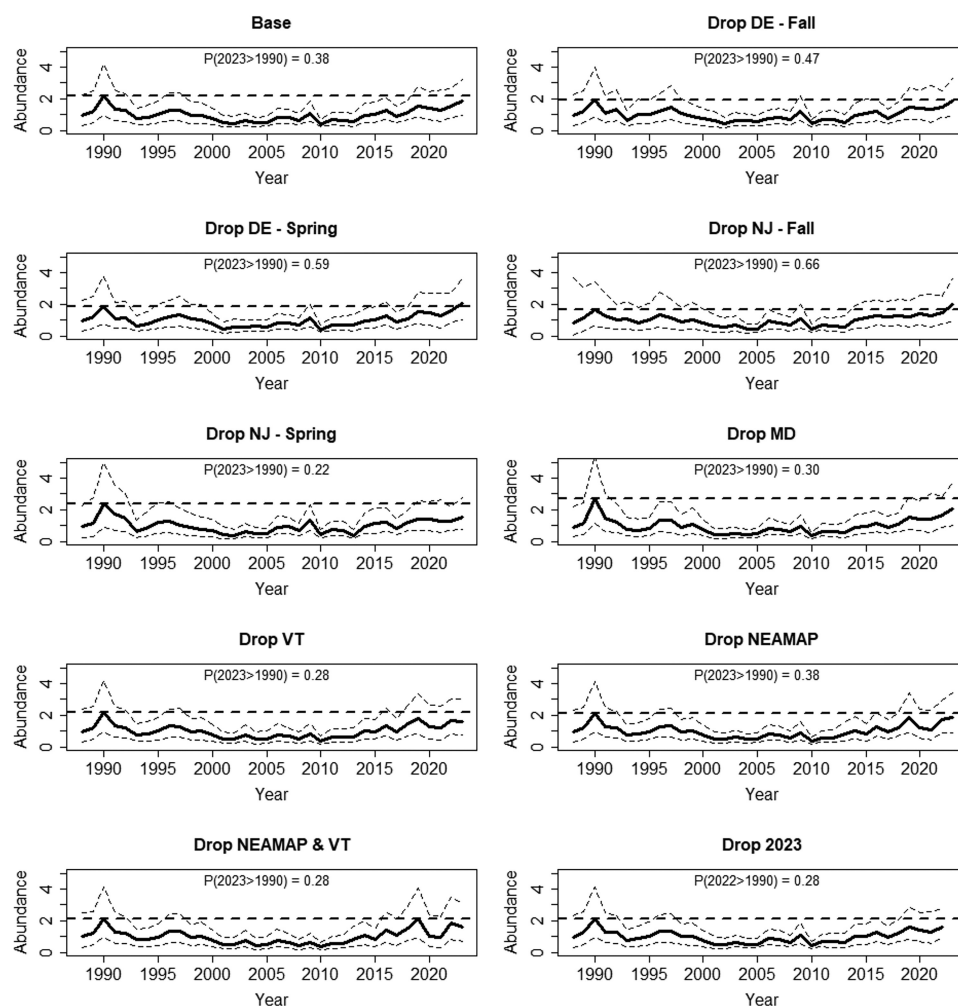 Base
P(2023>1990) = 0.38
Abundance
4
2
0
1990 1995 2000 2005 2010 2015 2020
Year
Drop DE - Fall
P(2023>1990) = 0.47
Abundance
4
2
0
1990 1995 2000 2005 2010 2015 2020
Year
Drop DE - Spring
P(2023>1990) = 0.59
Abundance
4
2
0
1990 1995 2000 2005 2010 2015 2020
Year
Drop NJ - Fall
P(2023>1990) = 0.66
Abundance
4
2
0
1990 1995 2000 2005 2010 2015 2020
Year
Drop NJ - Spring
P(2023>1990) = 0.22
Abundance
4
2
0
1990 1995 2000 2005 2010 2015 2020
Year
Drop MD
P(2023>1990) = 0.30
Abundance
4
2
0
1990 1995 2000 2005 2010 2015 2020
Year
Drop VT
P(2023>1990) = 0.28
Abundance
4
2
0
1990 1995 2000 2005 2010 2015 2020
Year
Drop NEAMAP
P(2023>1990) = 0.38
Abundance
4
2
0
1990 1995 2000 2005 2010 2015 2020
Year
Drop NEAMAP & VT
P(2023>1990) = 0.28
Abundance
4
2
0
1990 1995 2000 2005 2010 2015 2020
Year
Drop 2023
P(2022>1990) = 0.28
Abundance
4
2
0
1990 1995 2000 2005 2010 2015 2020
Year